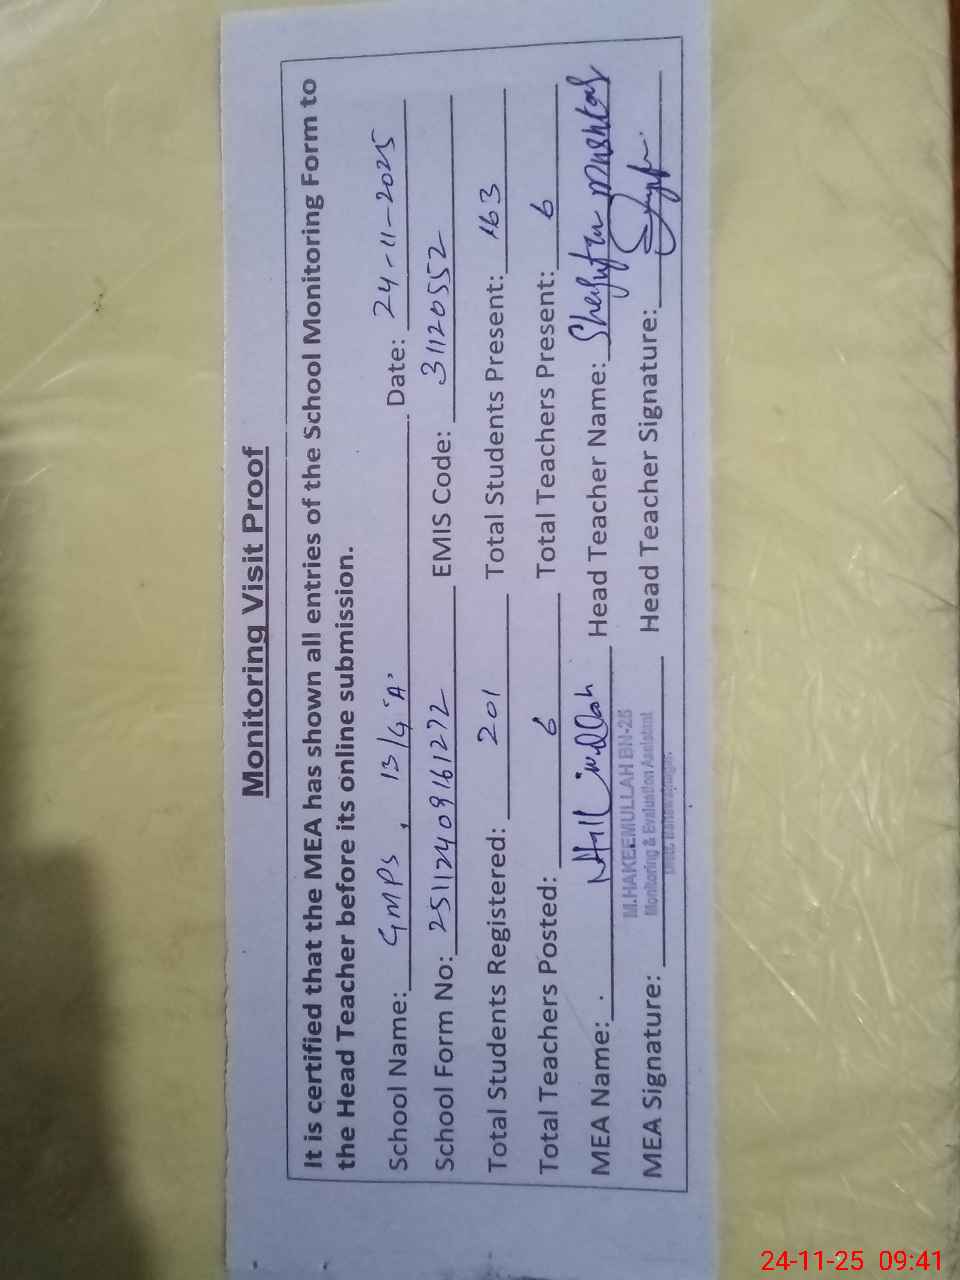 Monitoring Visit Proof
It is certified that the MEA has shown all entries of the School Monitoring Form to
the Head Teacher before its online submission.
School Name: GMPS, 13/G "A" Date: 24-11-2025
School Form No: 251124091612 72 EMIS Code: 31120552
Total Students Registered: 201 Total Students Present: 163
Total Teachers Posted: 6 Total Teachers Present: 6
MEA Name: Head Teacher Name: Mushtaq
M.HAKEEMULLAH BN-25
Monitoring & Evaluation Assistant
MEA Signature: Head Teacher Signature:
24-11-25 09:41